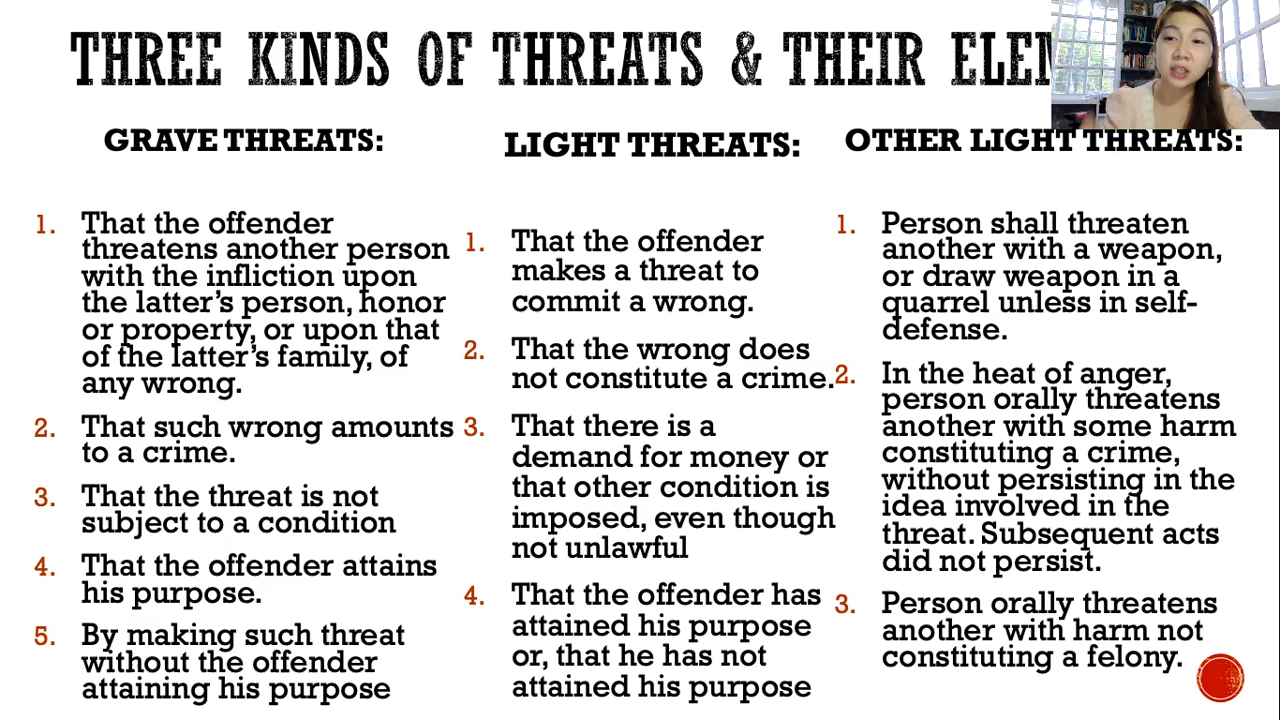 THREE KINDS OF THREATS & THEIR
GRAVE THREATS:
1. That the offender
threatens another person
with the infliction upon
the latter's person, honor
or property, or upon that
of the latter's family, of
any wrong.
2. That such wrong amounts
to a crime.
3. That the threat is not
subject to a condition
4. That the offender attains
his purpose.
5. By making such threat
without the offender
attaining his purpose
LIGHT THREATS:
1. That the offender
makes a threat to
commit a wrong.
2. That the wrong does
not constitute a crime.
3. That there is a
demand for money or
that other condition is
imposed, even though
not unlawful
4. That the offender has
attained his purpose
or, that he has not
attained his purpose
OTHER LIGHT THREATS:
1. Person shall threaten
another with a weapon,
or draw weapon in a
quarrel unless in self-
defense.
2. In the heat of anger,
person orally threatens
another with some harm
constituting a crime,
without persisting in the
idea involved in the
threat. Subsequent acts
did not persist.
3. Person orally threatens
another with harm not
constituting a felony.